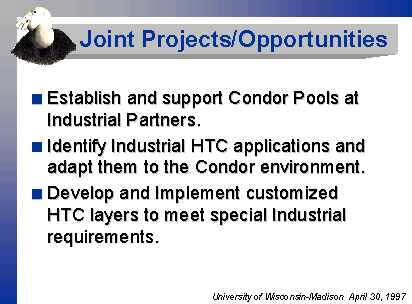 Joint Projects/Opportunities
Establish and support Condor Pools at
Industrial Partners.
Identify Industrial HTC applications and
adapt them to the Condor environment.
Develop and Implement customized
HTC layers to meet special Industrial
requirements.
University of Wisconsin-Madison April 30, 1997